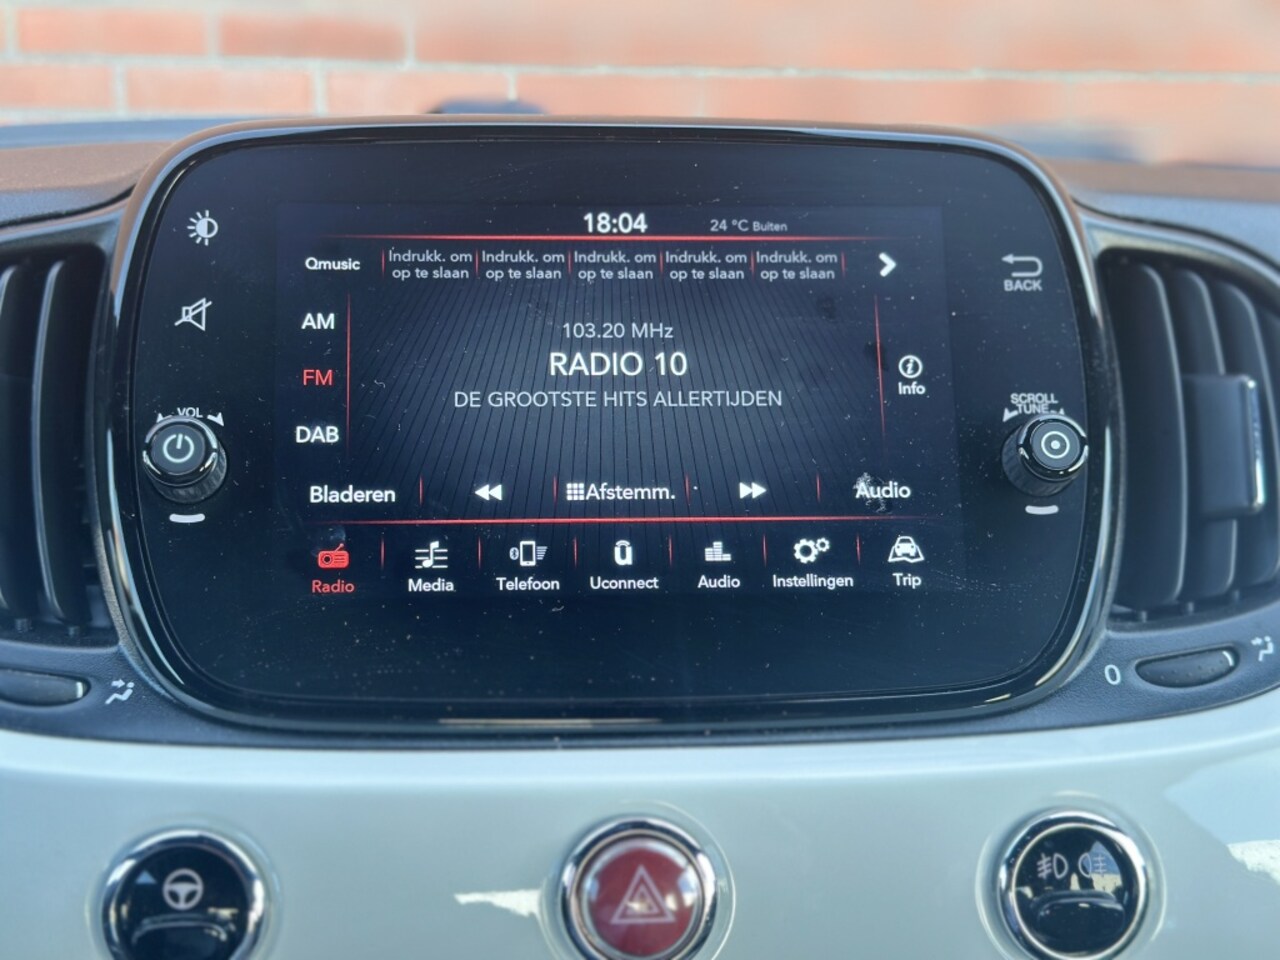 18:04 24 °C Buiten
Qmusic
Indrukk. om op te slaan
Indrukk. om op te slaan
Indrukk. om op te slaan
Indrukk. om op te slaan
Indrukk. om op te slaan
BACK
AM
103.20 MHz
RADIO 10
FM
DE GROOTSTE HITS ALLERTIJDEN
Info
VOL
SCROLL
TUNE
DAB
Bladeren
Afstemm.
Audio
Radio
Media
Telefoon
Uconnect
Audio
Instellingen
Trip
0